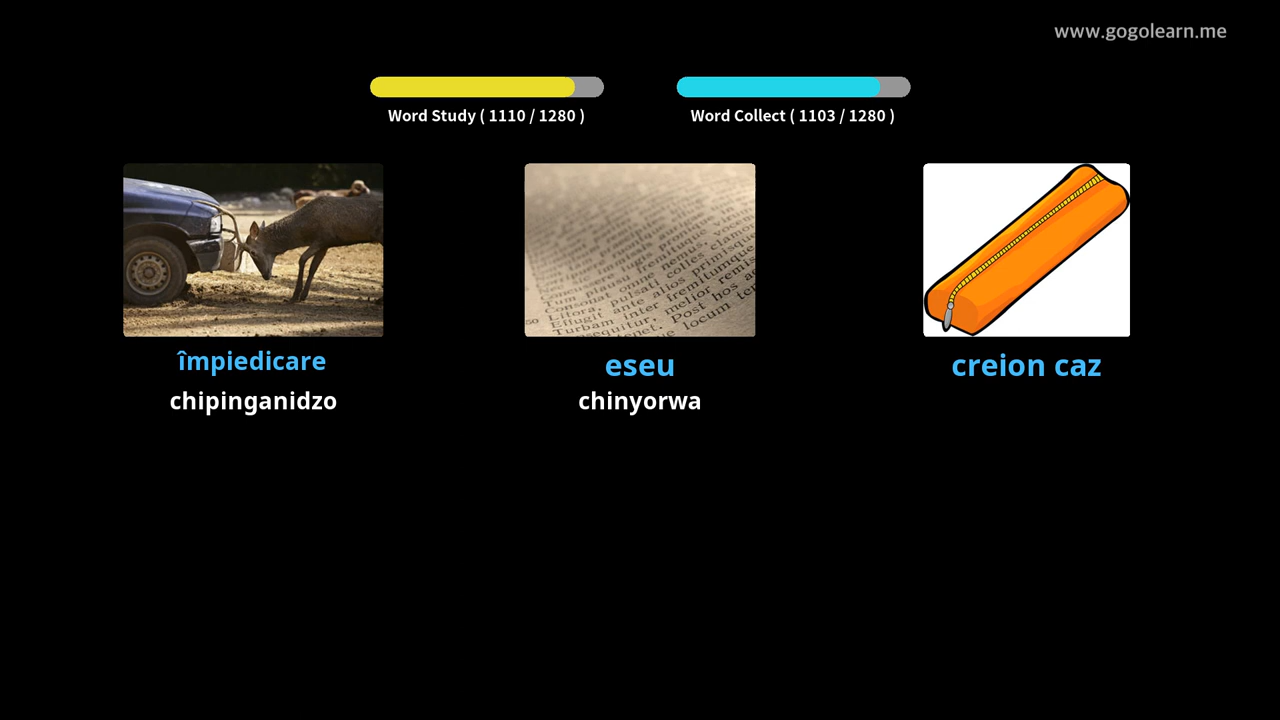 www.gogolearn.me
Word Study ( 1110 / 1280 )
Word Collect ( 1103 / 1280 )
împiedicare
chipinganidzo
eseu
chinyorwa
creion caz